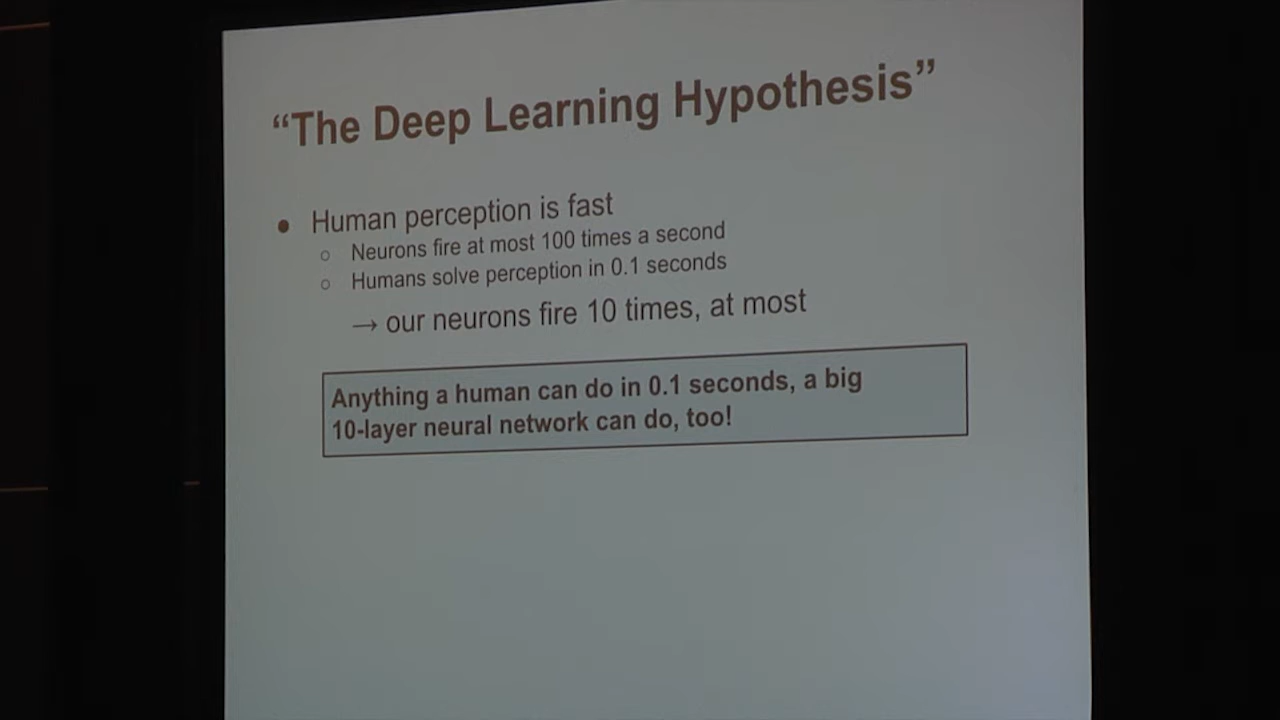 “The Deep Learning Hypothesis”
● Human perception is fast
○ Neurons fire at most 100 times a second
○ Humans solve perception in 0.1 seconds
→ our neurons fire 10 times, at most
Anything a human can do in 0.1 seconds, a big
10-layer neural network can do, too!